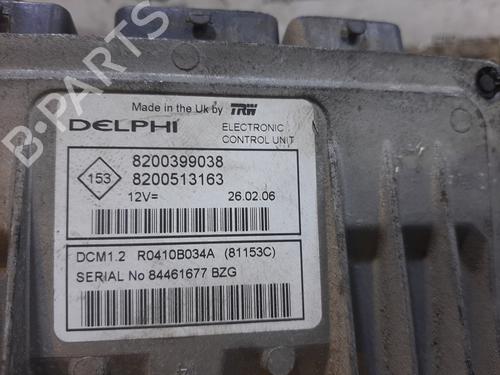 Made in the Uk by TRW
DELPHI ELECTRONIC
CONTROL UNIT
153
8200399038
8200513163
12V= 26.02.06
DCM1.2 R0410B034A (81153C)
SERIAL No 84461677 BZG
B-PARTS